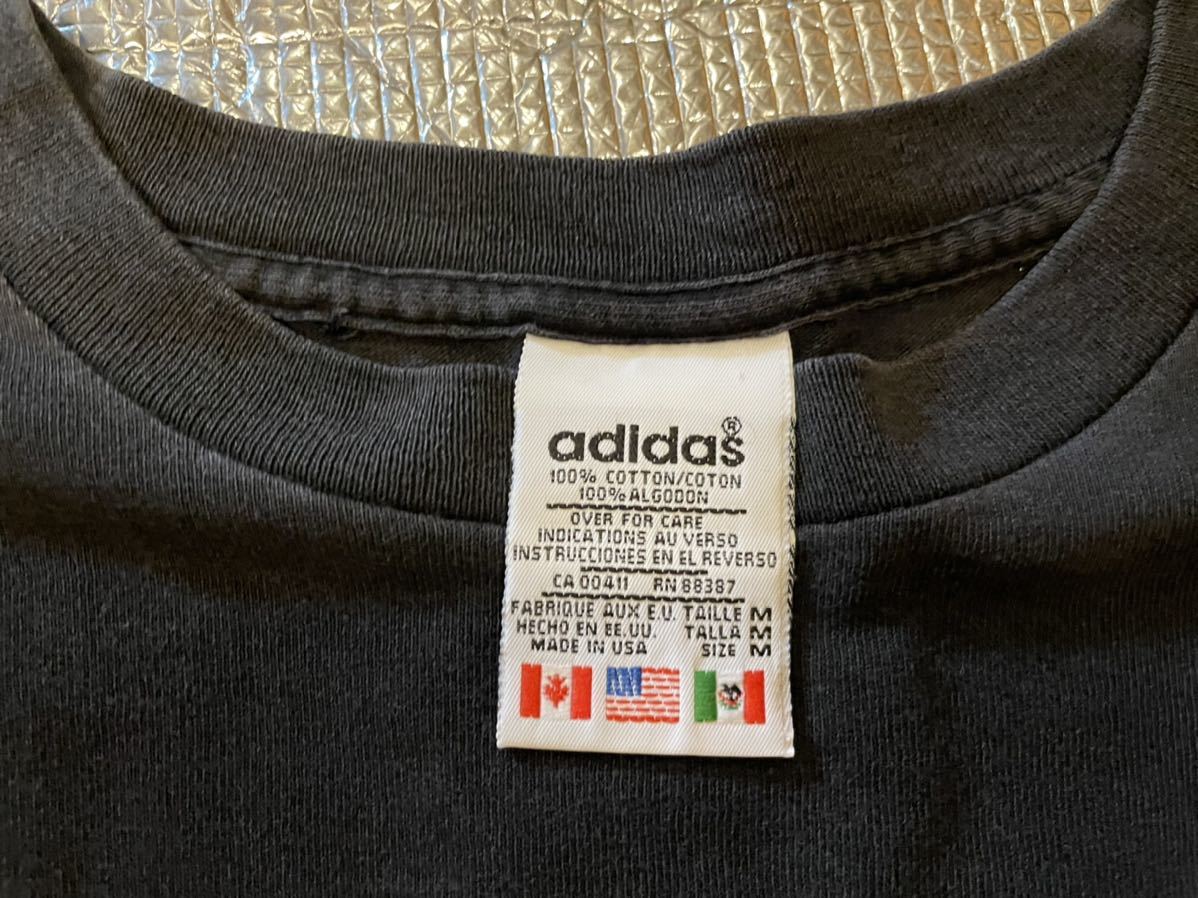 adidas®
100% COTTON/COTON
100% ALGODON
OVER FOR CARE
INDICATIONS AU VERSO
INSTRUCCIONES EN EL REVERSO
CA 00411 RN 88387
FABRIQUE AUX E.U. TAILLE M
HECHO EN EE.UU. TALLA M
MADE IN USA SIZE M